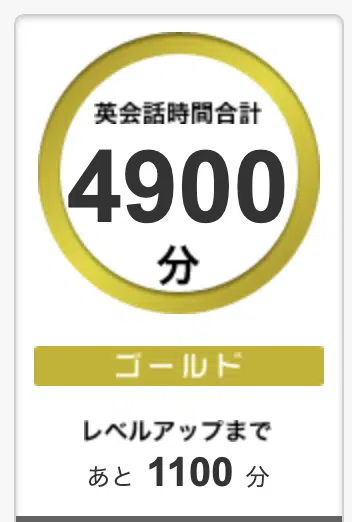 英会話時間合計
4900
分
ゴールド
レベルアップまで
あと 1100 分